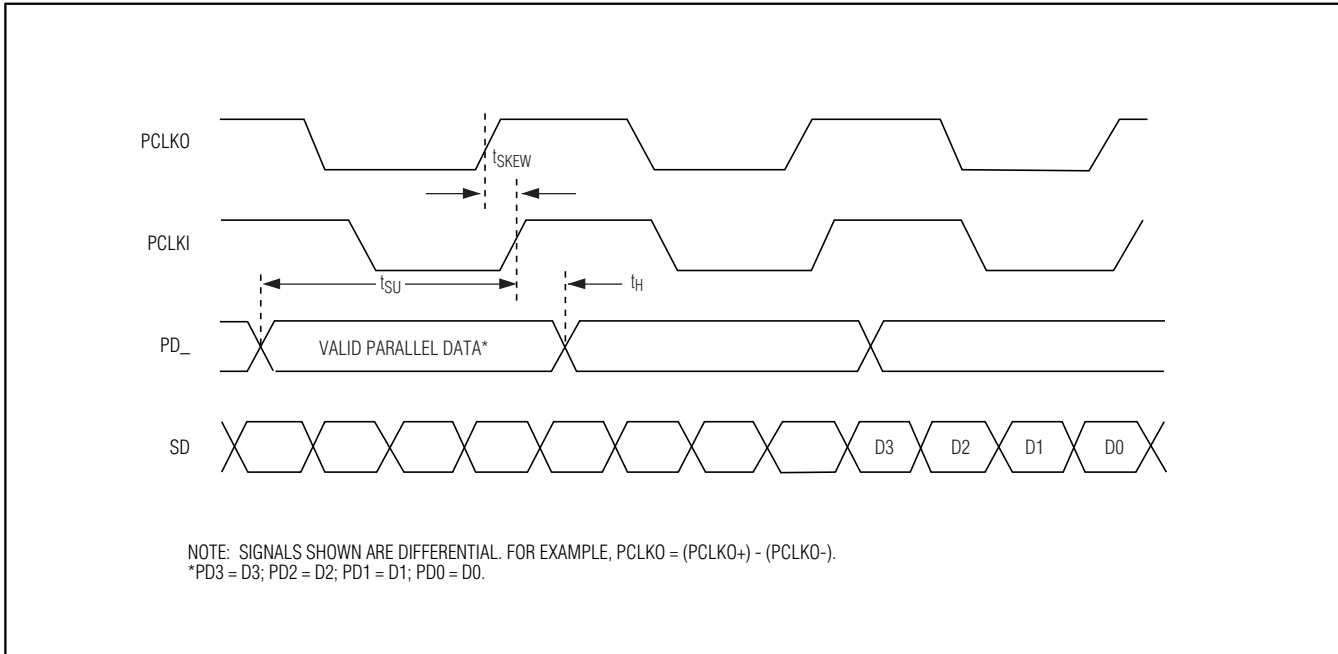 PCLKO
tSKEW
PCLKI
tSU
tH
PD_
VALID PARALLEL DATA*
SD
D3
D2
D1
D0
NOTE: SIGNALS SHOWN ARE DIFFERENTIAL. FOR EXAMPLE, PCLKO = (PCLKO+) - (PCLKO-).
*PD3 = D3; PD2 = D2; PD1 = D1; PD0 = D0.